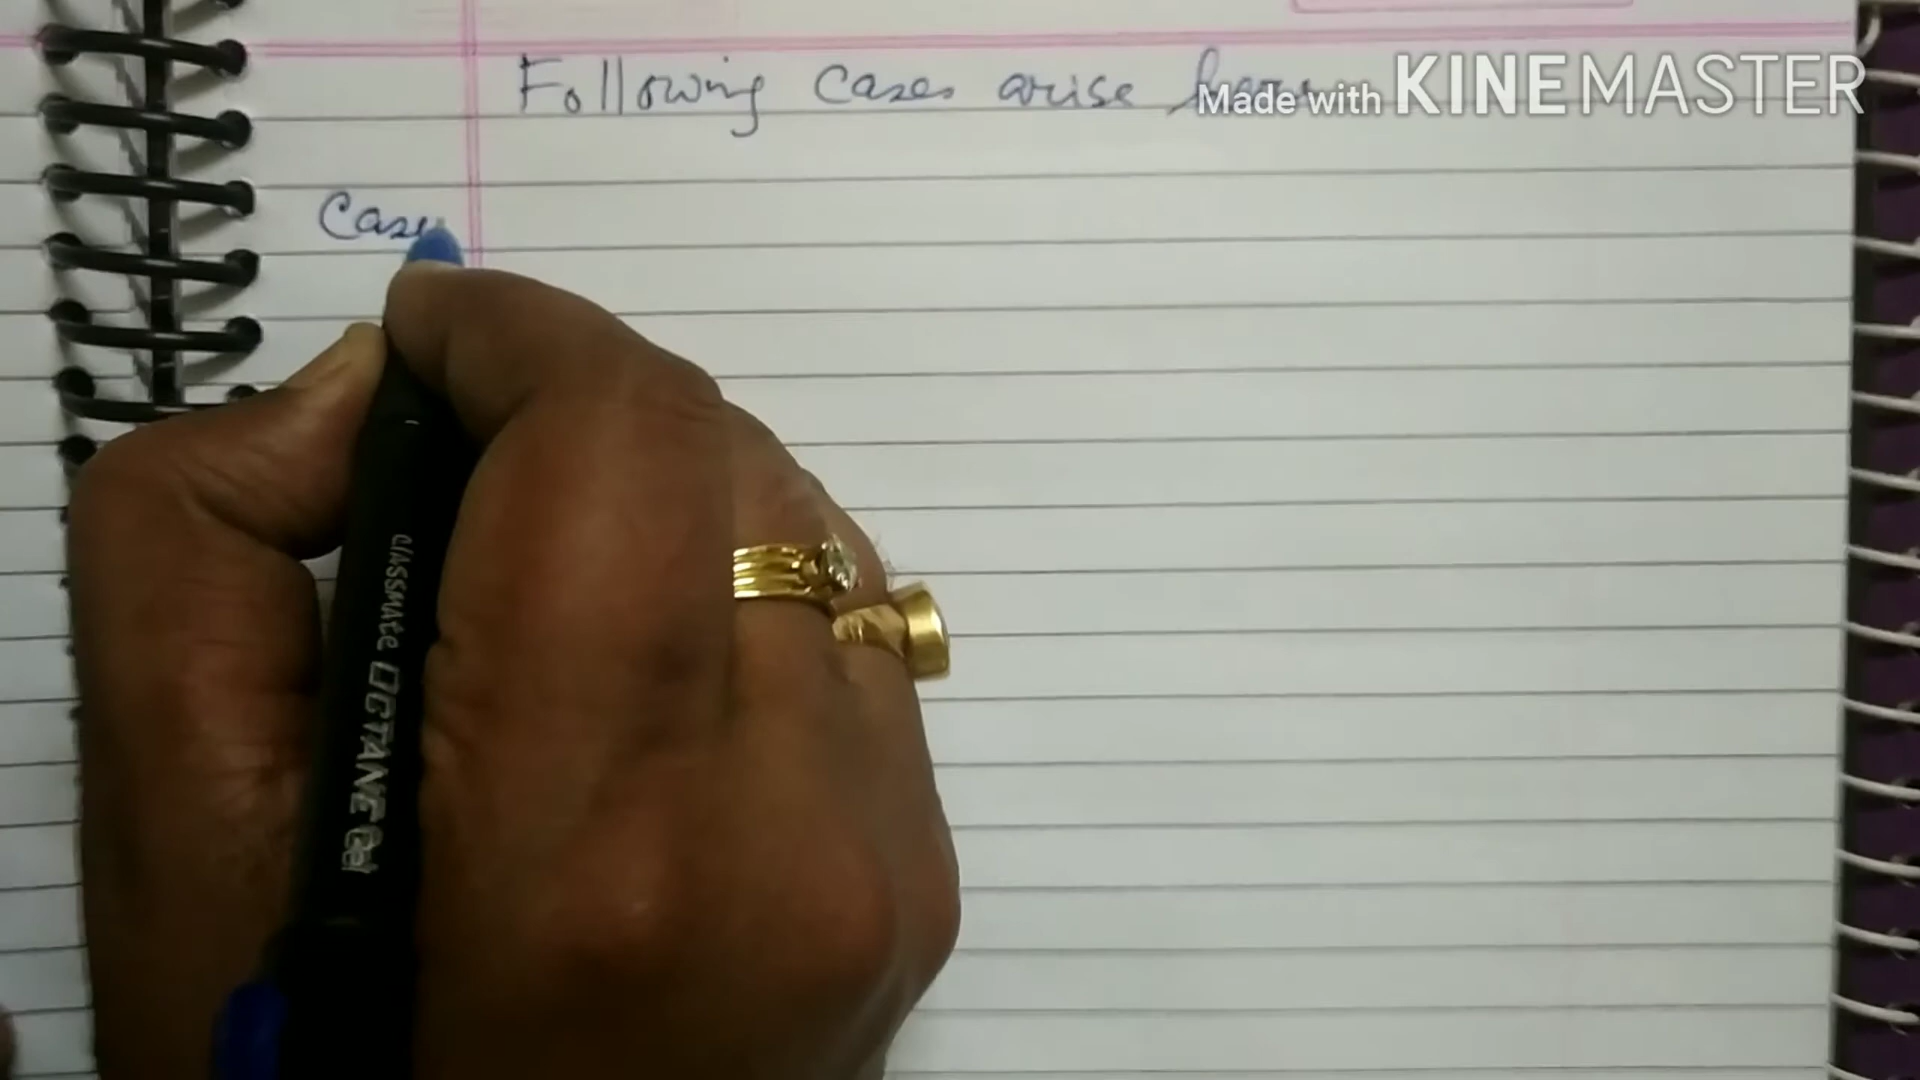 Following cases arise
Made with KINEMASTER
Case
classmate OCTANE Gel